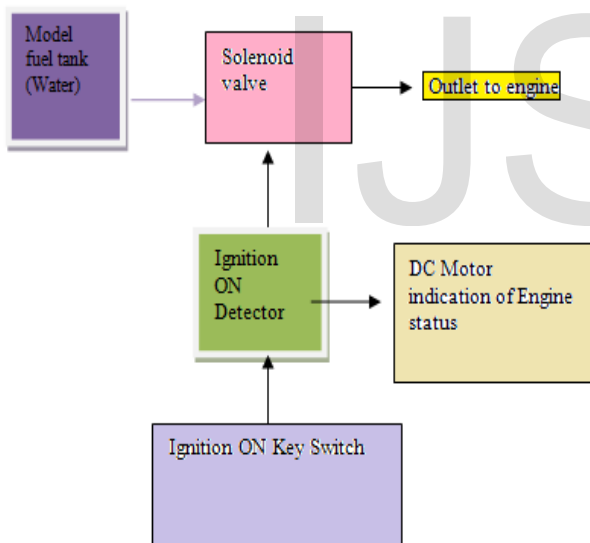 Model
fuel tank
(Water)
Solenoid
valve
Outlet to engine
IJS
Ignition
ON
Detector
DC Motor
indication of Engine
status
Ignition ON Key Switch